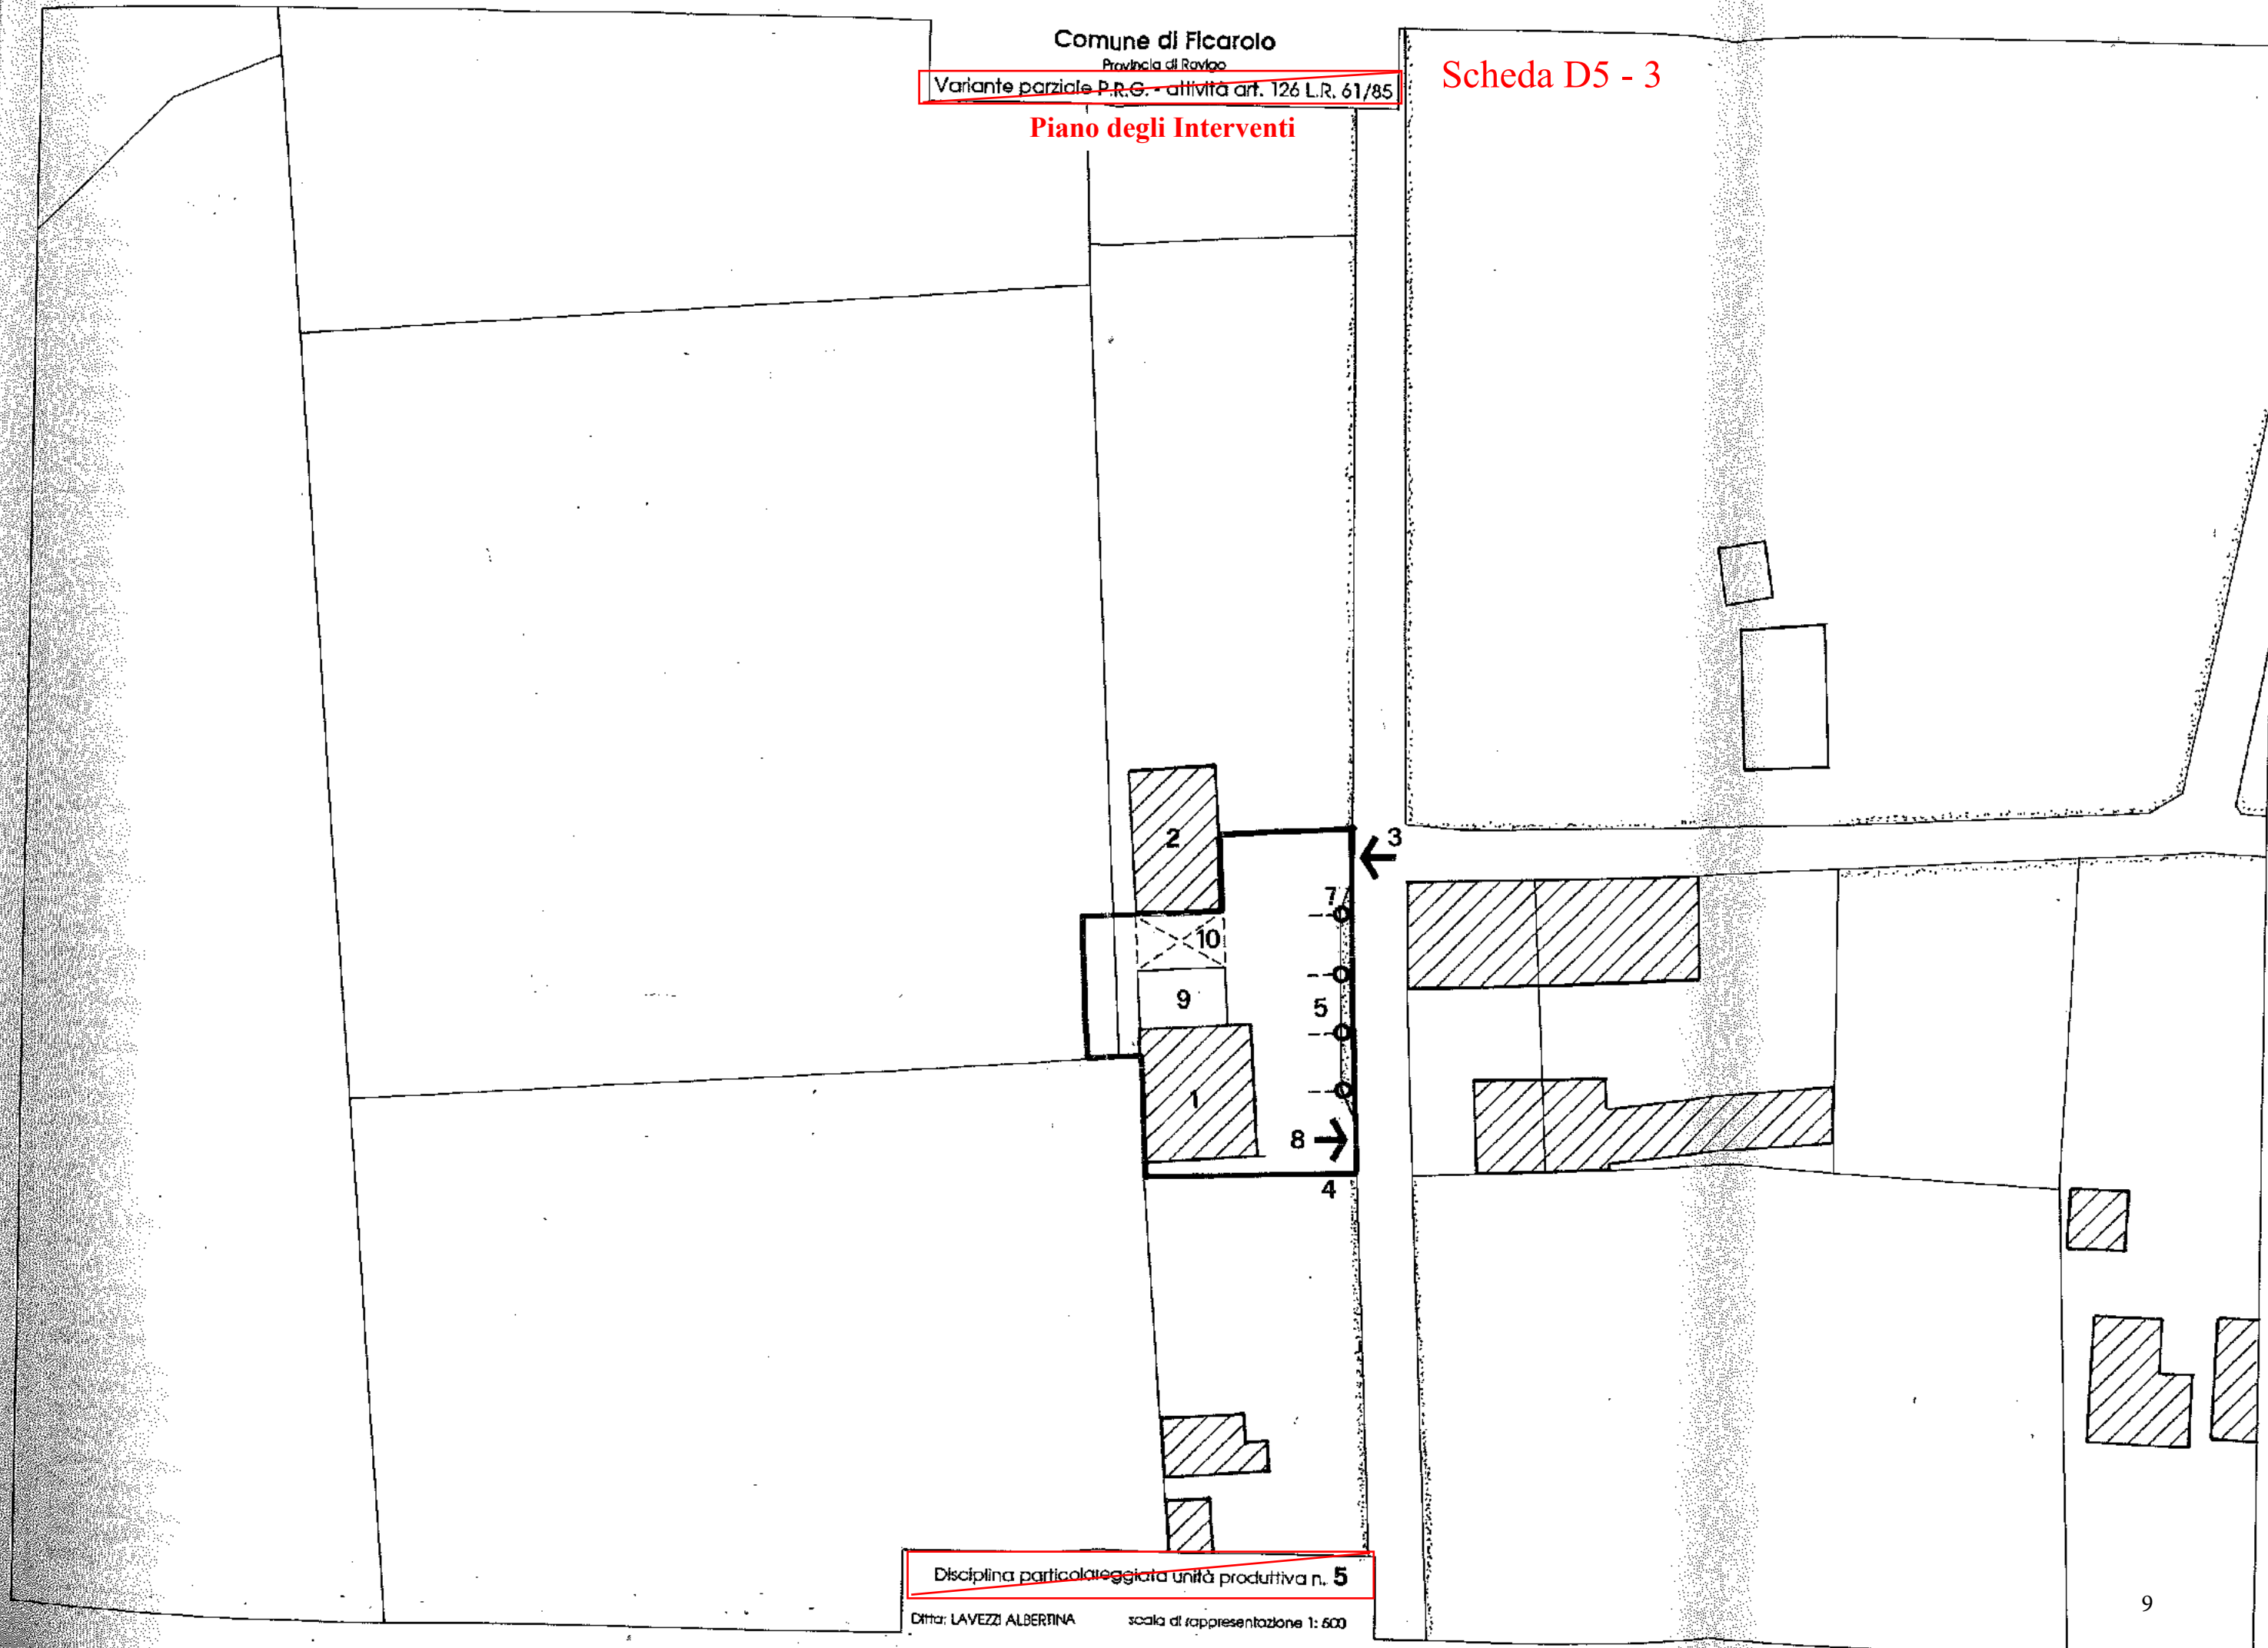 Comune di Ficarolo
Provincia di Rovigo
Variante parziale P.R.G. - attività art. 126 L.R. 61/85
Scheda D5 - 3
Piano degli Interventi
2
3
7
10
9
5
1
8
4
Disciplina particolareggiata unità produttiva n. 5
Ditta: LAVEZZI ALBERTINA scala di rappresentazione 1: 500
9